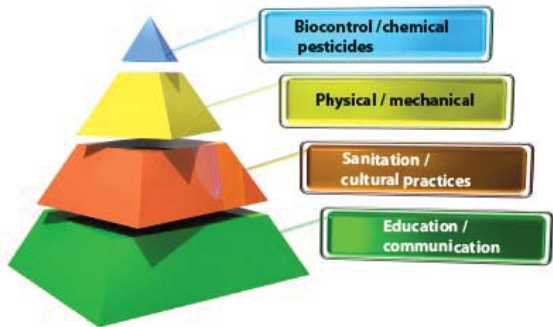 Biocontrol / chemical
pesticides
Physical / mechanical
Sanitation /
cultural practices
Education /
communication